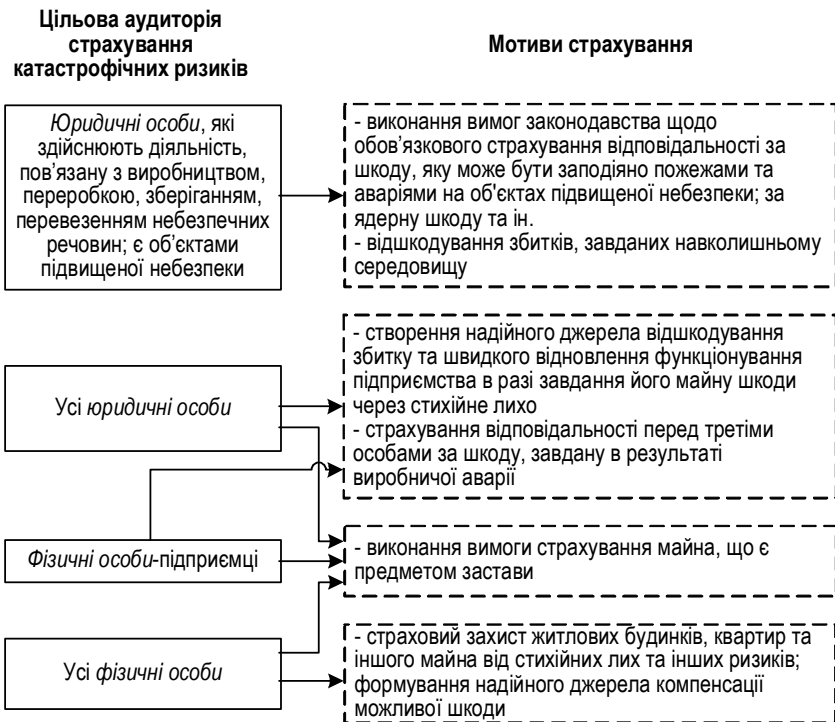 Цільова аудиторія
страхування
катастрофічних ризиків
Мотиви страхування
Юридичні особи, які
здійснюють діяльність,
пов’язану з виробництвом,
переробкою, зберіганням,
перевезенням небезпечних
речовин; є об’єктами
підвищеної небезпеки
- виконання вимог законодавства щодо
обов’язкового страхування відповідальності за
шкоду, яку може бути заподіяно пожежами та
аваріями на об'єктах підвищеної небезпеки; за
ядерну шкоду та ін.
- відшкодування збитків, завданих навколишньому
середовищу
Усі юридичні особи
- створення надійного джерела відшкодування
збитку та швидкого відновлення функціонування
підприємства в разі завдання його майну шкоди
через стихійне лихо
- страхування відповідальності перед третіми
особами за шкоду, завдану в результаті
виробничої аварії
Фізичні особи-підприємці
- виконання вимоги страхування майна, що є
предметом застави
Усі фізичні особи
- страховий захист житлових будинків, квартир та
іншого майна від стихійних лих та інших ризиків;
формування надійного джерела компенсації
можливої шкоди